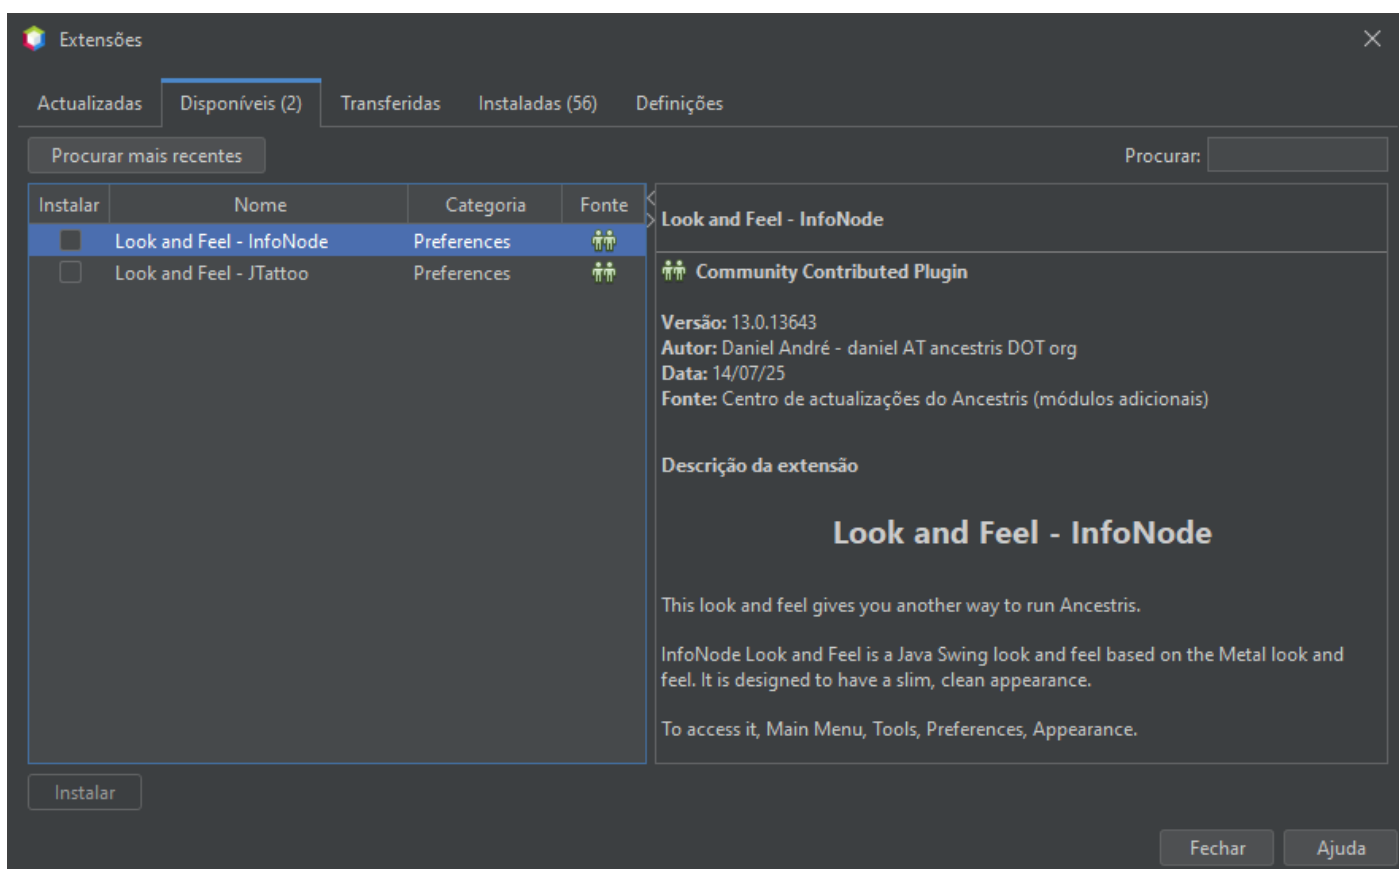 Extensões
Actualizadas Disponíveis (2) Transferidas Instaladas (56) Definições
Procurar mais recentes Procurar:
Instalar Nome Categoria Fonte
Look and Feel - InfoNode Preferences
Look and Feel - JTattoo Preferences
Look and Feel - InfoNode
Community Contributed Plugin
Versão: 13.0.13643
Autor: Daniel André - daniel AT ancestris DOT org
Data: 14/07/25
Fonte: Centro de actualizações do Ancestris (módulos adicionais)
Descrição da extensão
Look and Feel - InfoNode
This look and feel gives you another way to run Ancestris.
InfoNode Look and Feel is a Java Swing look and feel based on the Metal look and
feel. It is designed to have a slim, clean appearance.
To access it, Main Menu, Tools, Preferences, Appearance.
Instalar
Fechar Ajuda